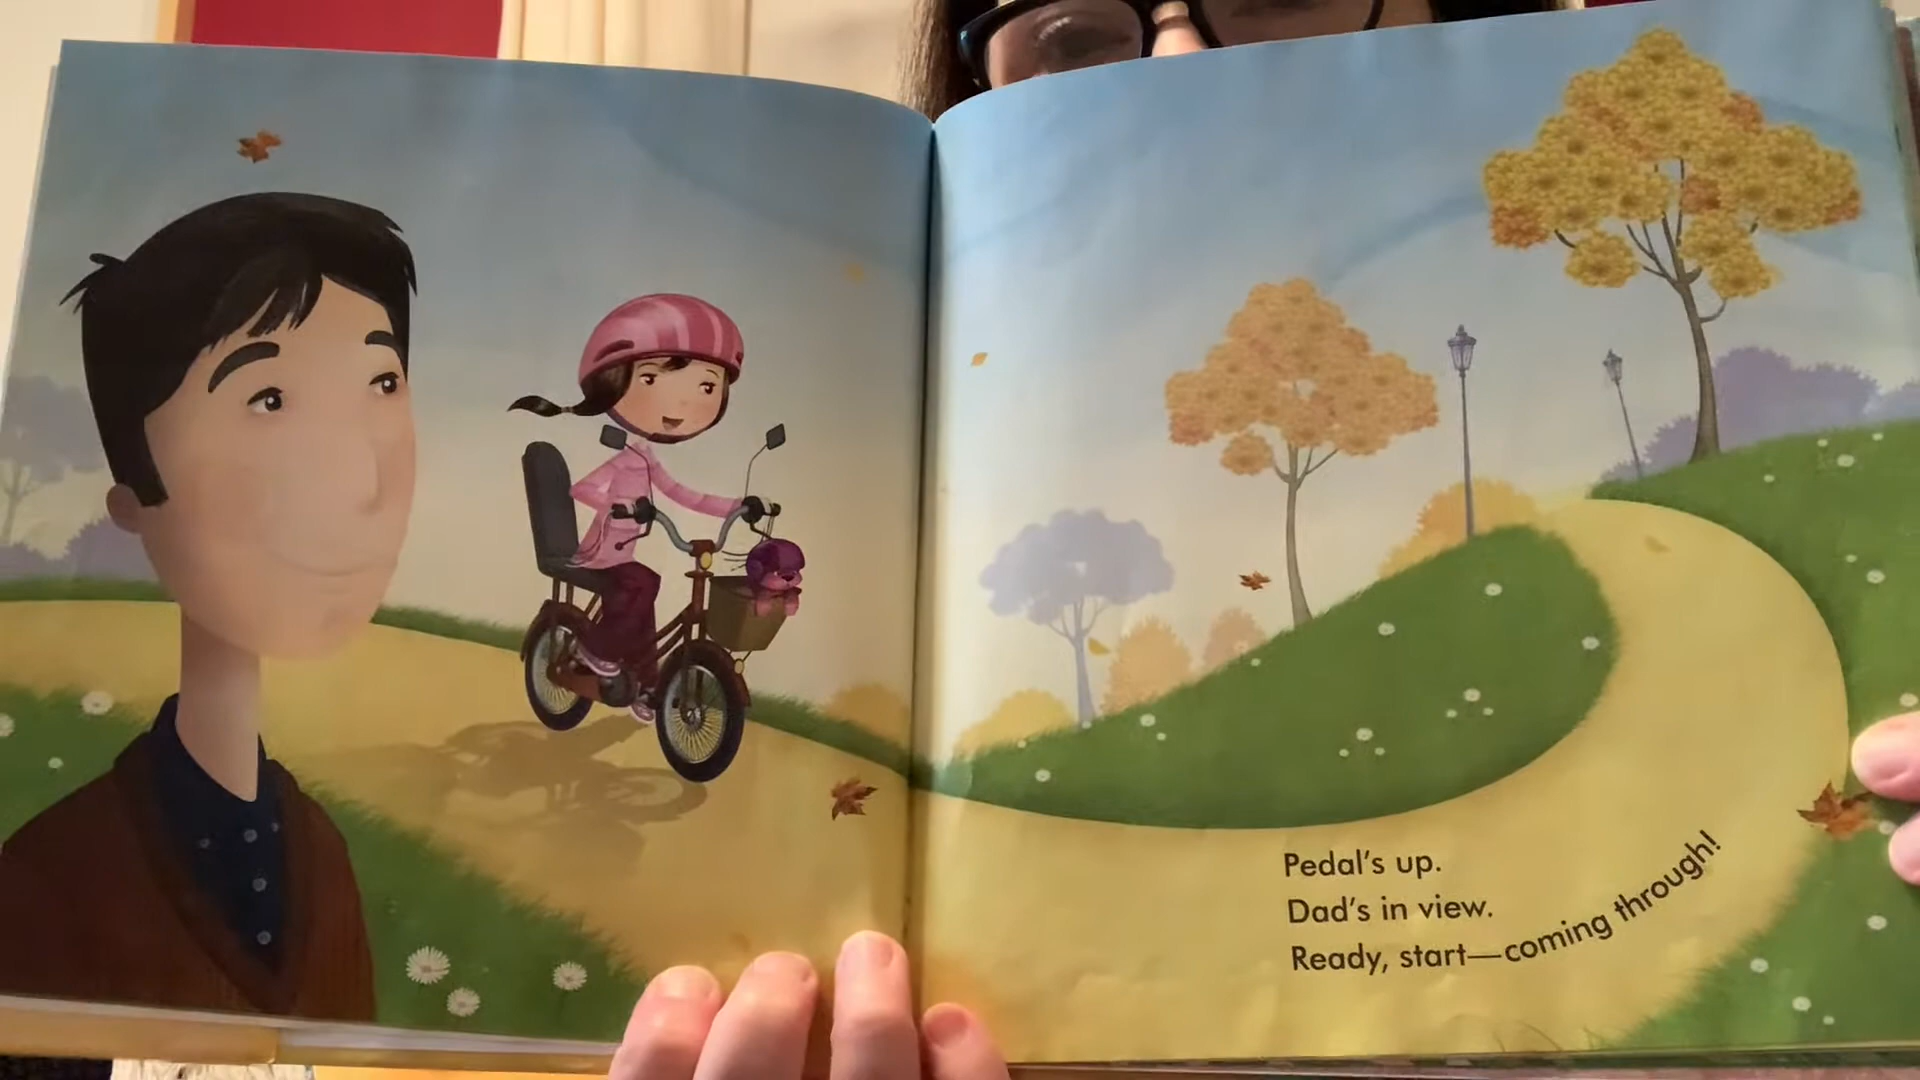 Pedal's up.
Dad's in view.
Ready, start—coming through!